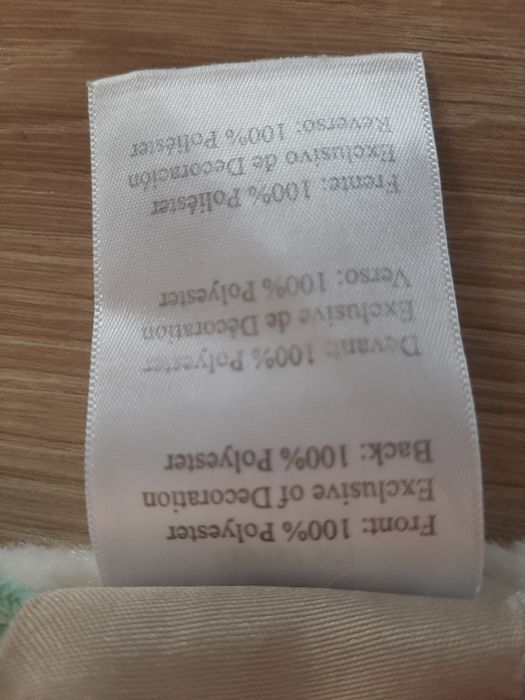 Front: 100% Polyester
Exclusive of Decoration
Back: 100% Polyester
Devant: 100% Polyester
Exclusive de Décoration
Verso: 100% Polyester
Frente: 100% Poliéster
Exclusivo de Decoración
Reverso: 100% Poliéster